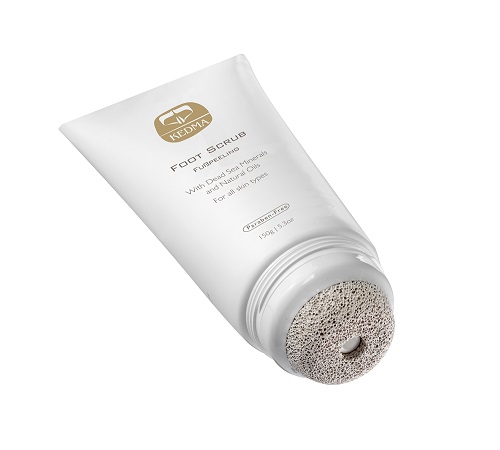 KEDMA
FOOT SCRUB
FUßPEELING
With Dead Sea Minerals
and Natural Oils
For all skin types
Paraben-Free
150g | 5.3oz